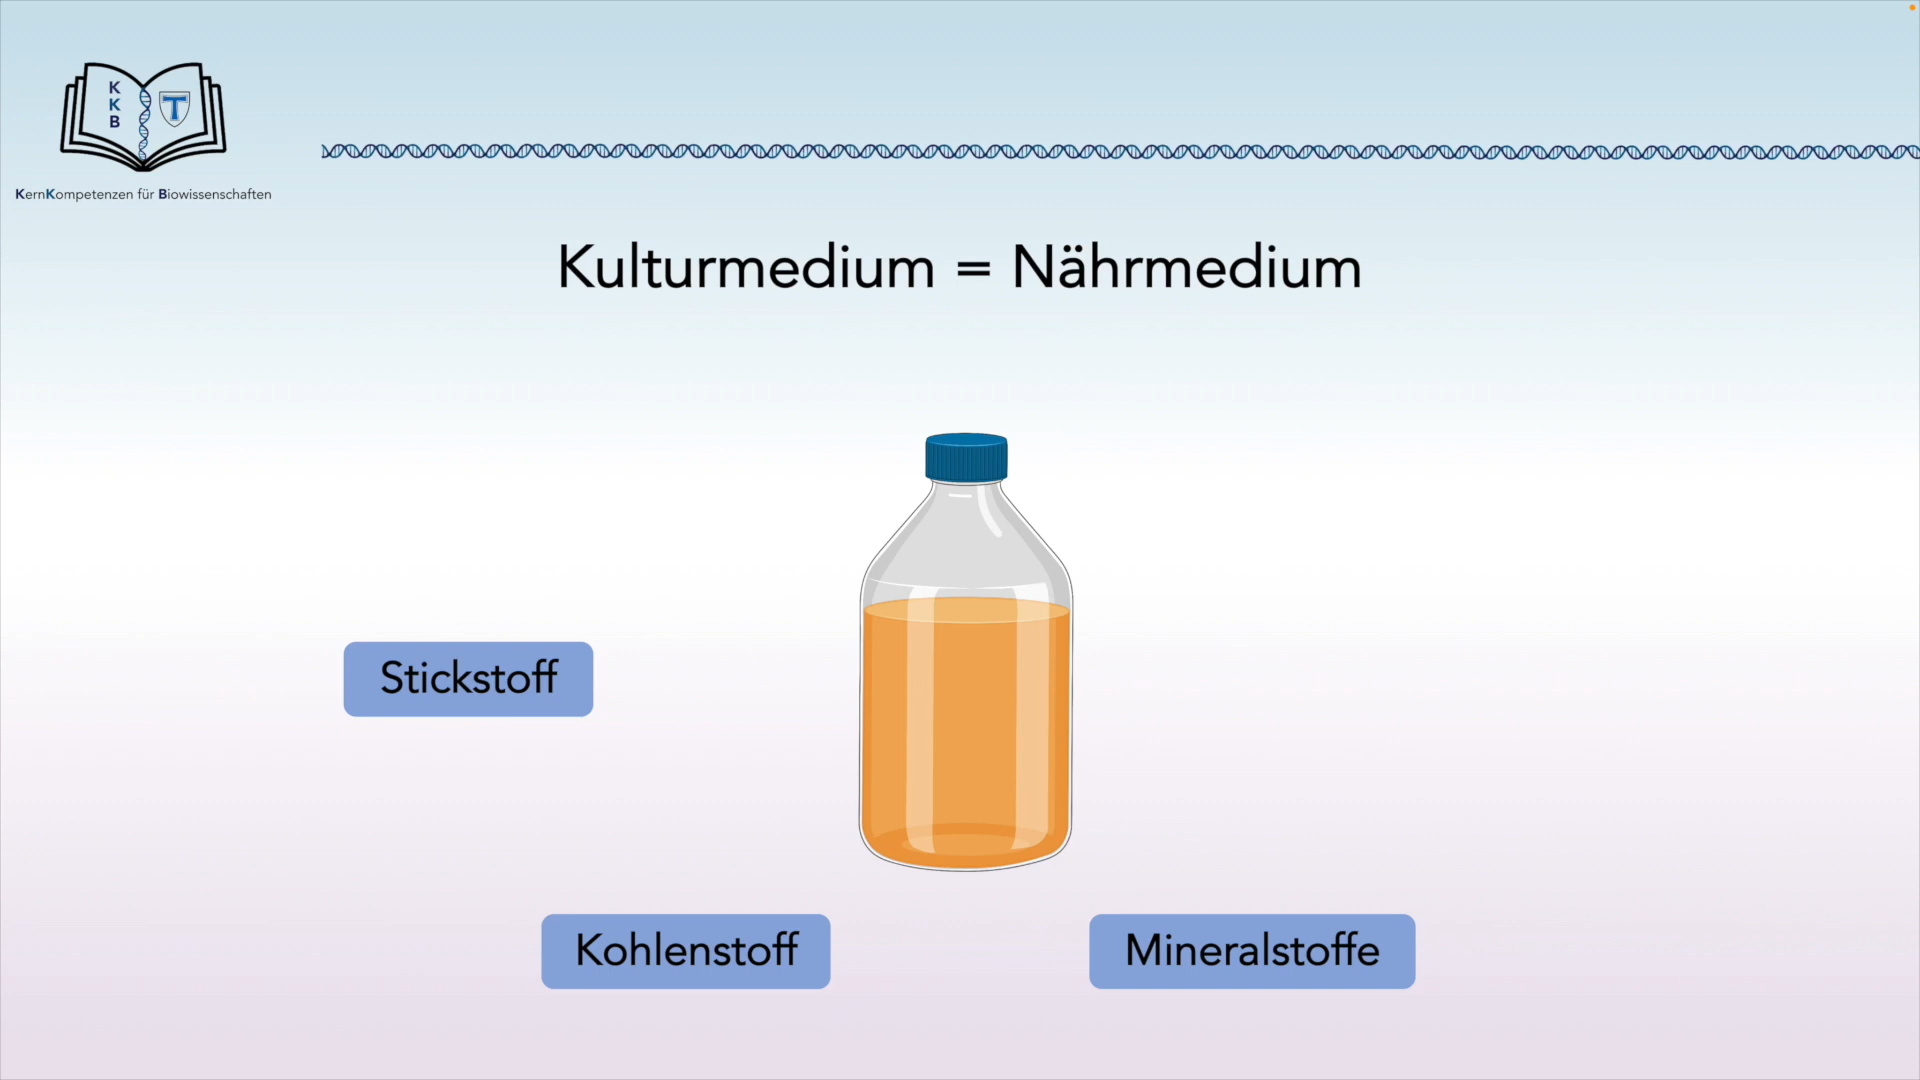 K
K
B
T
KernKompetenzen für Biowissenschaften
Kulturmedium = Nährmedium
Stickstoff
Kohlenstoff
Mineralstoffe